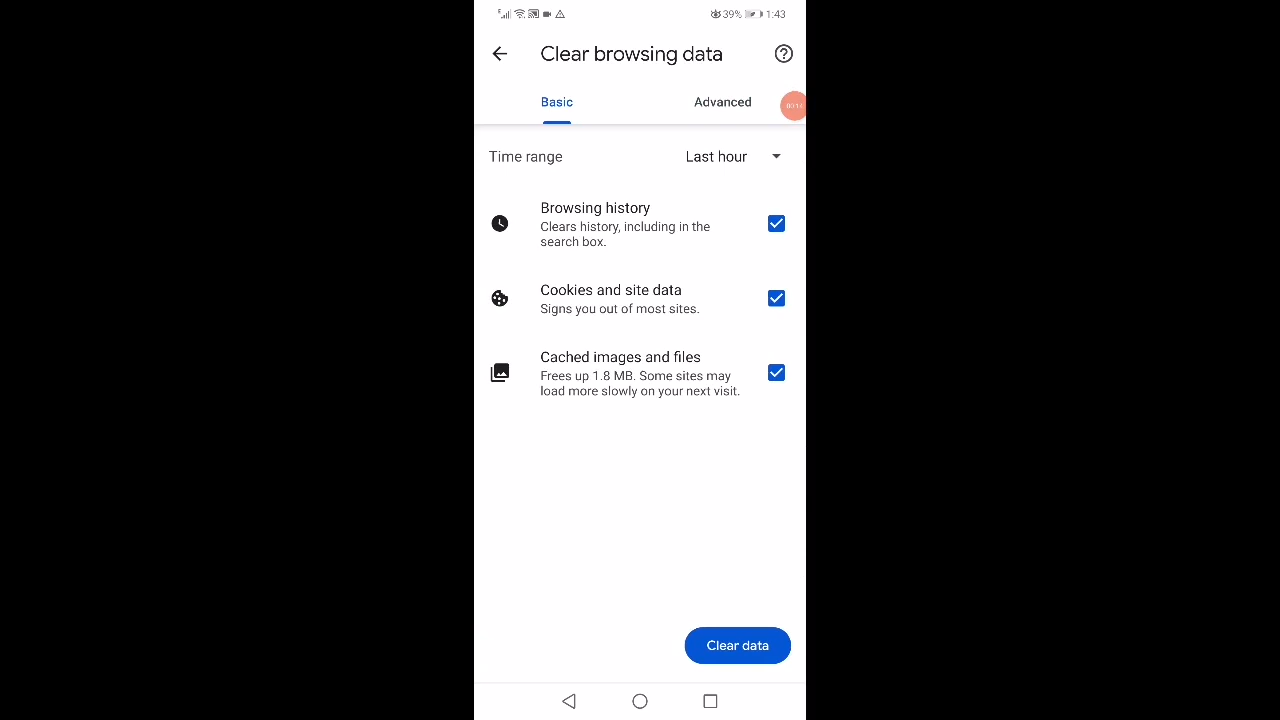 39% 1:43
Clear browsing data
Basic Advanced
Time range Last hour
Browsing history
Clears history, including in the
search box.
Cookies and site data
Signs you out of most sites.
Cached images and files
Frees up 1.8 MB. Some sites may
load more slowly on your next visit.
Clear data